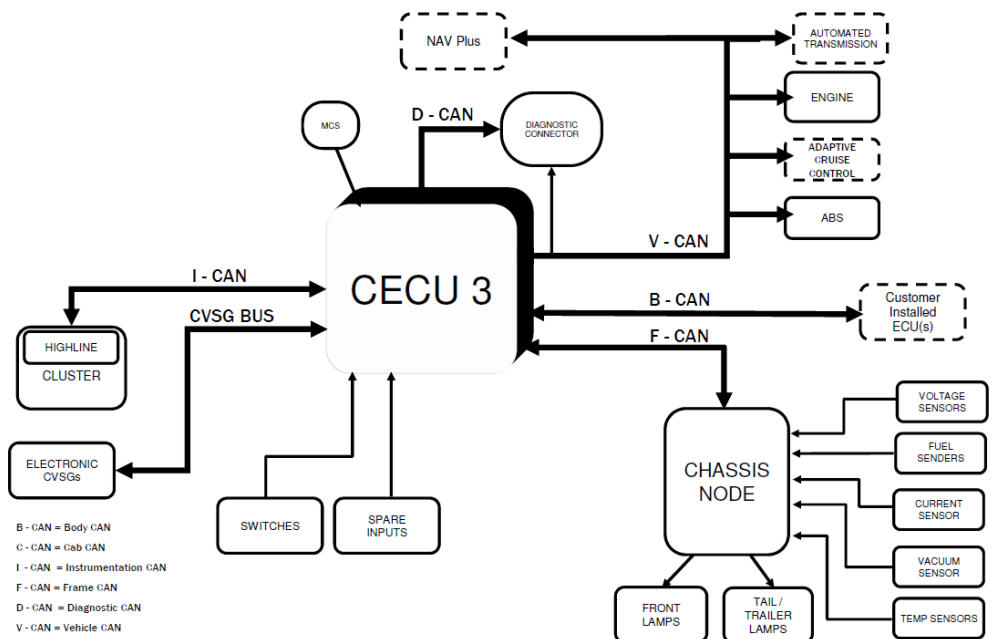 NAV Plus
AUTOMATED
TRANSMISSION
ENGINE
MCS
D - CAN
DIAGNOSTIC
CONNECTOR
ADAPTIVE
CRUISE
CONTROL
ABS
V - CAN
I - CAN
CECU 3
B - CAN
Customer
Installed
ECU(s)
CVSG BUS
F - CAN
HIGHLINE
CLUSTER
VOLTAGE
SENSORS
ELECTRONIC
CVSGs
FUEL
SENDERS
CHASSIS
NODE
SWITCHES
SPARE
INPUTS
CURRENT
SENSOR
VACUUM
SENSOR
B - CAN = Body CAN
C - CAN = Cab CAN
I - CAN = Instrumentation CAN
F - CAN = Frame CAN
D - CAN = Diagnostic CAN
V - CAN = Vehicle CAN
FRONT
LAMPS
TAIL /
TRAILER
LAMPS
TEMP SENSORS